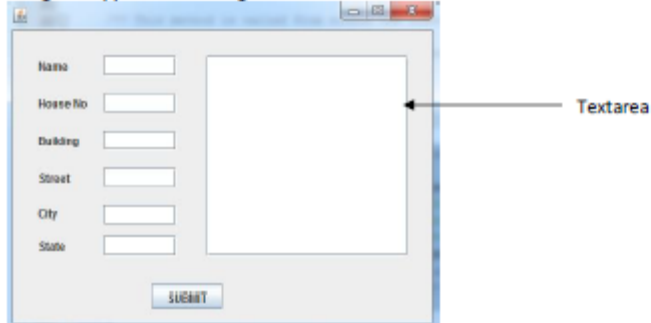 Name
House No
Building
Street
City
State
SUBMIT
Textarea